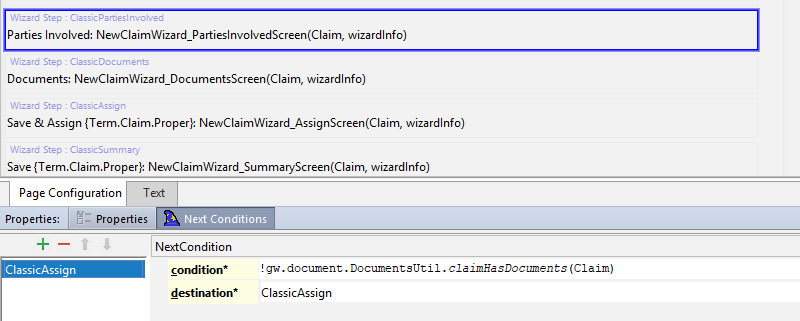 Wizard Step : ClassicPartiesInvolved
Parties Involved: NewClaimWizard_PartiesInvolvedScreen(Claim, wizardInfo)
Wizard Step : ClassicDocuments
Documents: NewClaimWizard_DocumentsScreen(Claim, wizardInfo)
Wizard Step : ClassicAssign
Save & Assign {Term.Claim.Proper}: NewClaimWizard_AssignScreen(Claim, wizardInfo)
Wizard Step : ClassicSummary
Save {Term.Claim.Proper}: NewClaimWizard_SummaryScreen(Claim, wizardInfo)
Page Configuration Text
Properties: Properties Next Conditions
NextCondition
ClassicAssign
condition* !gw.document.DocumentsUtil.claimHasDocuments(Claim)
destination* ClassicAssign